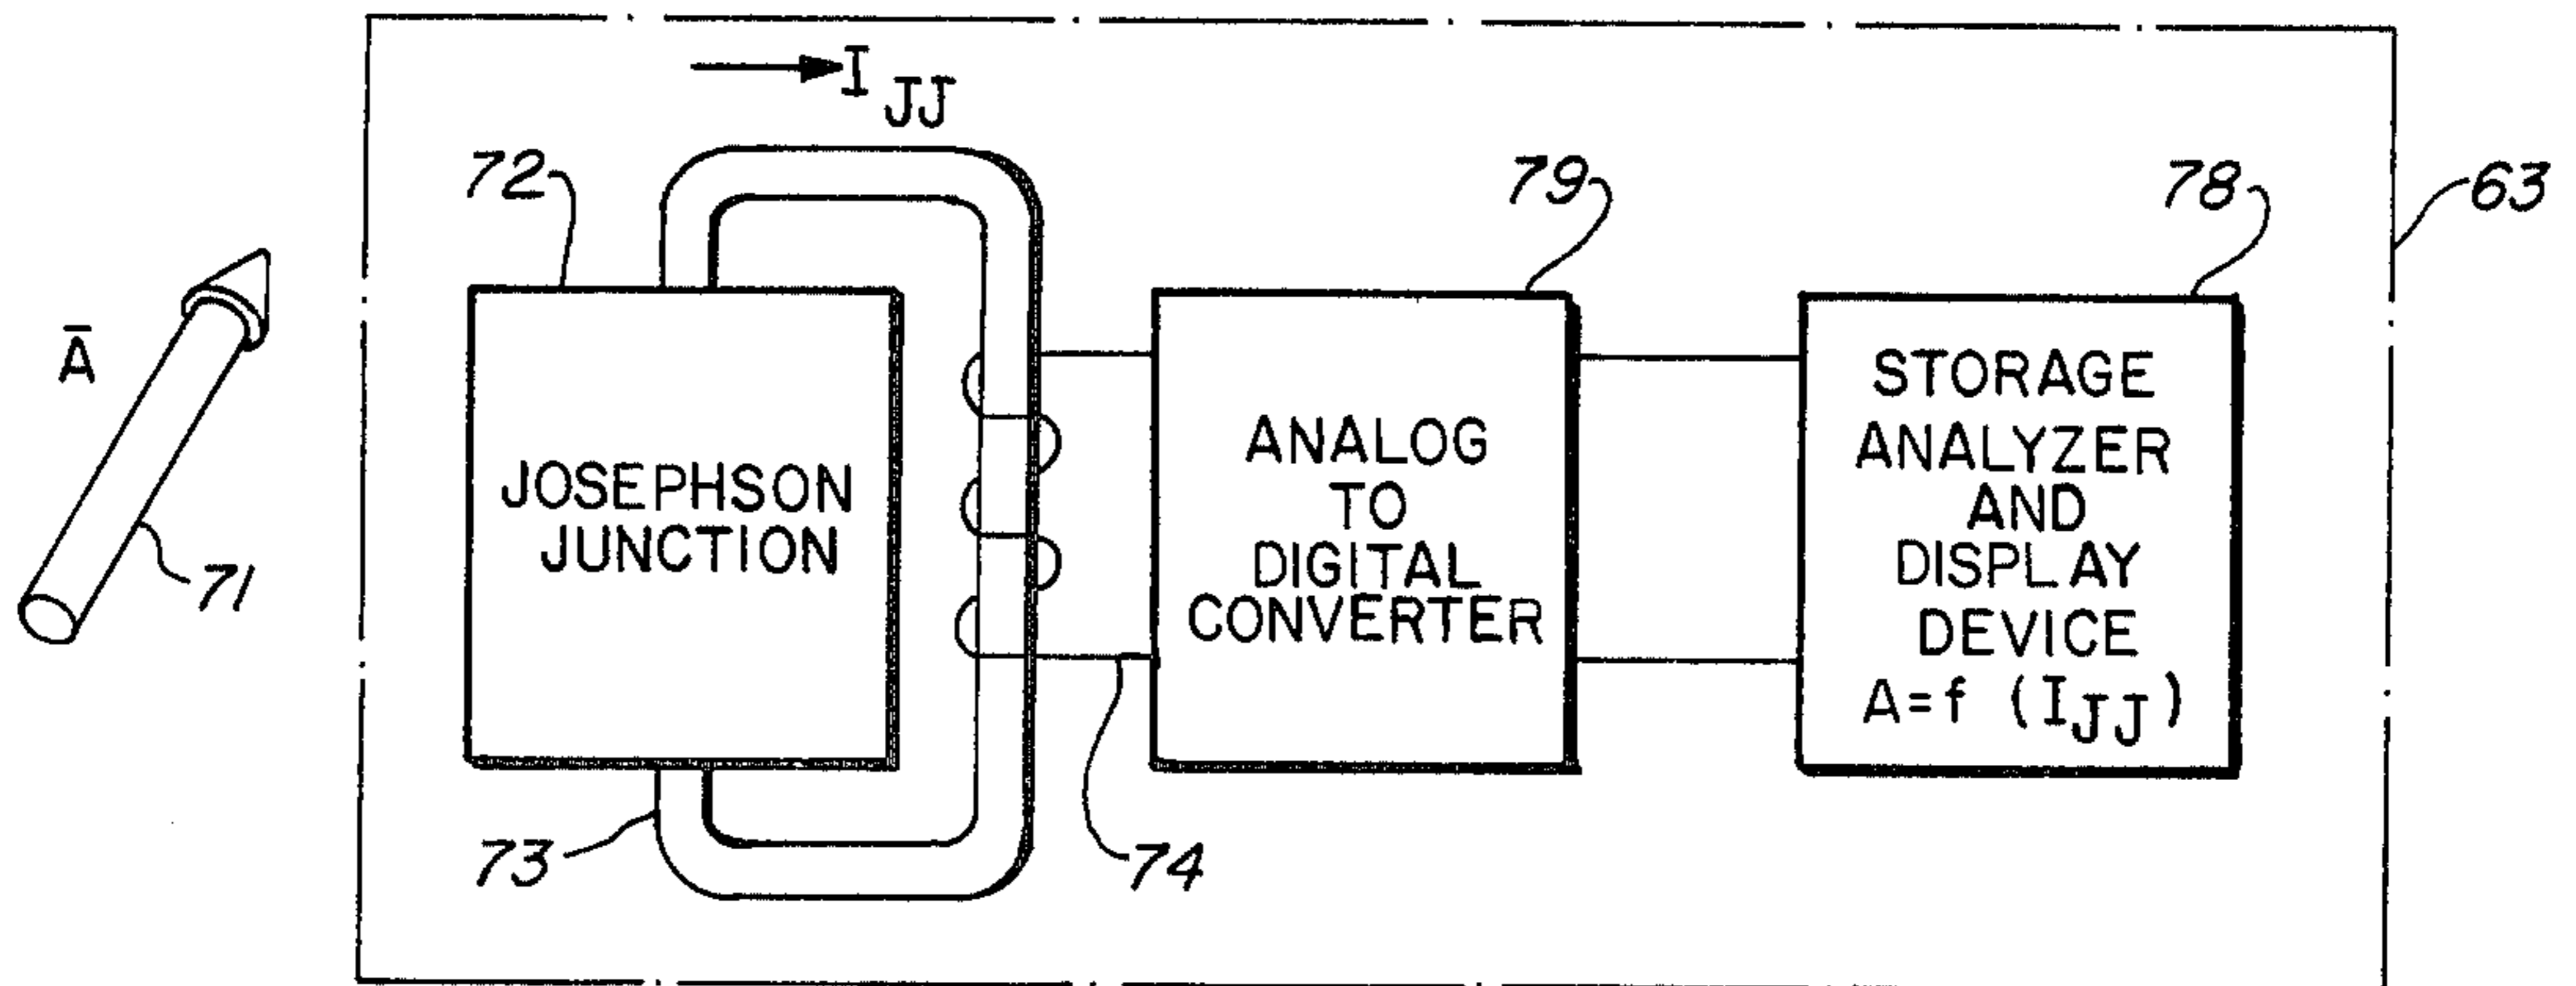 I JJ
72
79
78
63
Ā
71
JOSEPHSON
JUNCTION
ANALOG
TO
DIGITAL
CONVERTER
STORAGE
ANALYZER
AND
DISPLAY
DEVICE
A=f (IJJ)
73
74